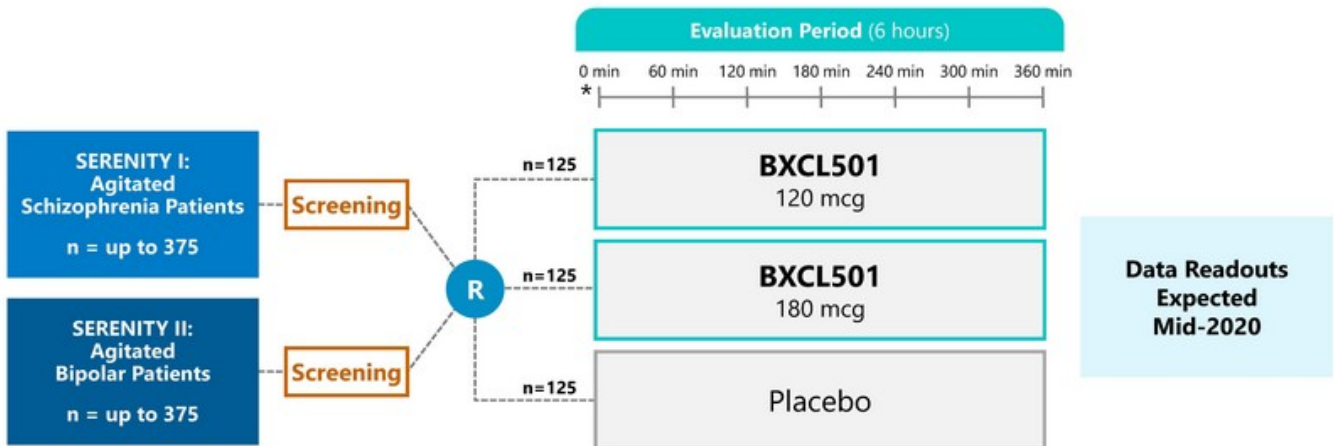 Evaluation Period (6 hours)
0 min 60 min 120 min 180 min 240 min 300 min 360 min
*
SERENITY I:
Agitated
Schizophrenia Patients
n = up to 375
Screening
SERENITY II:
Agitated
Bipolar Patients
n = up to 375
Screening
R
n=125
BXCL501
120 mcg
n=125
BXCL501
180 mcg
n=125
Placebo
Data Readouts
Expected
Mid-2020